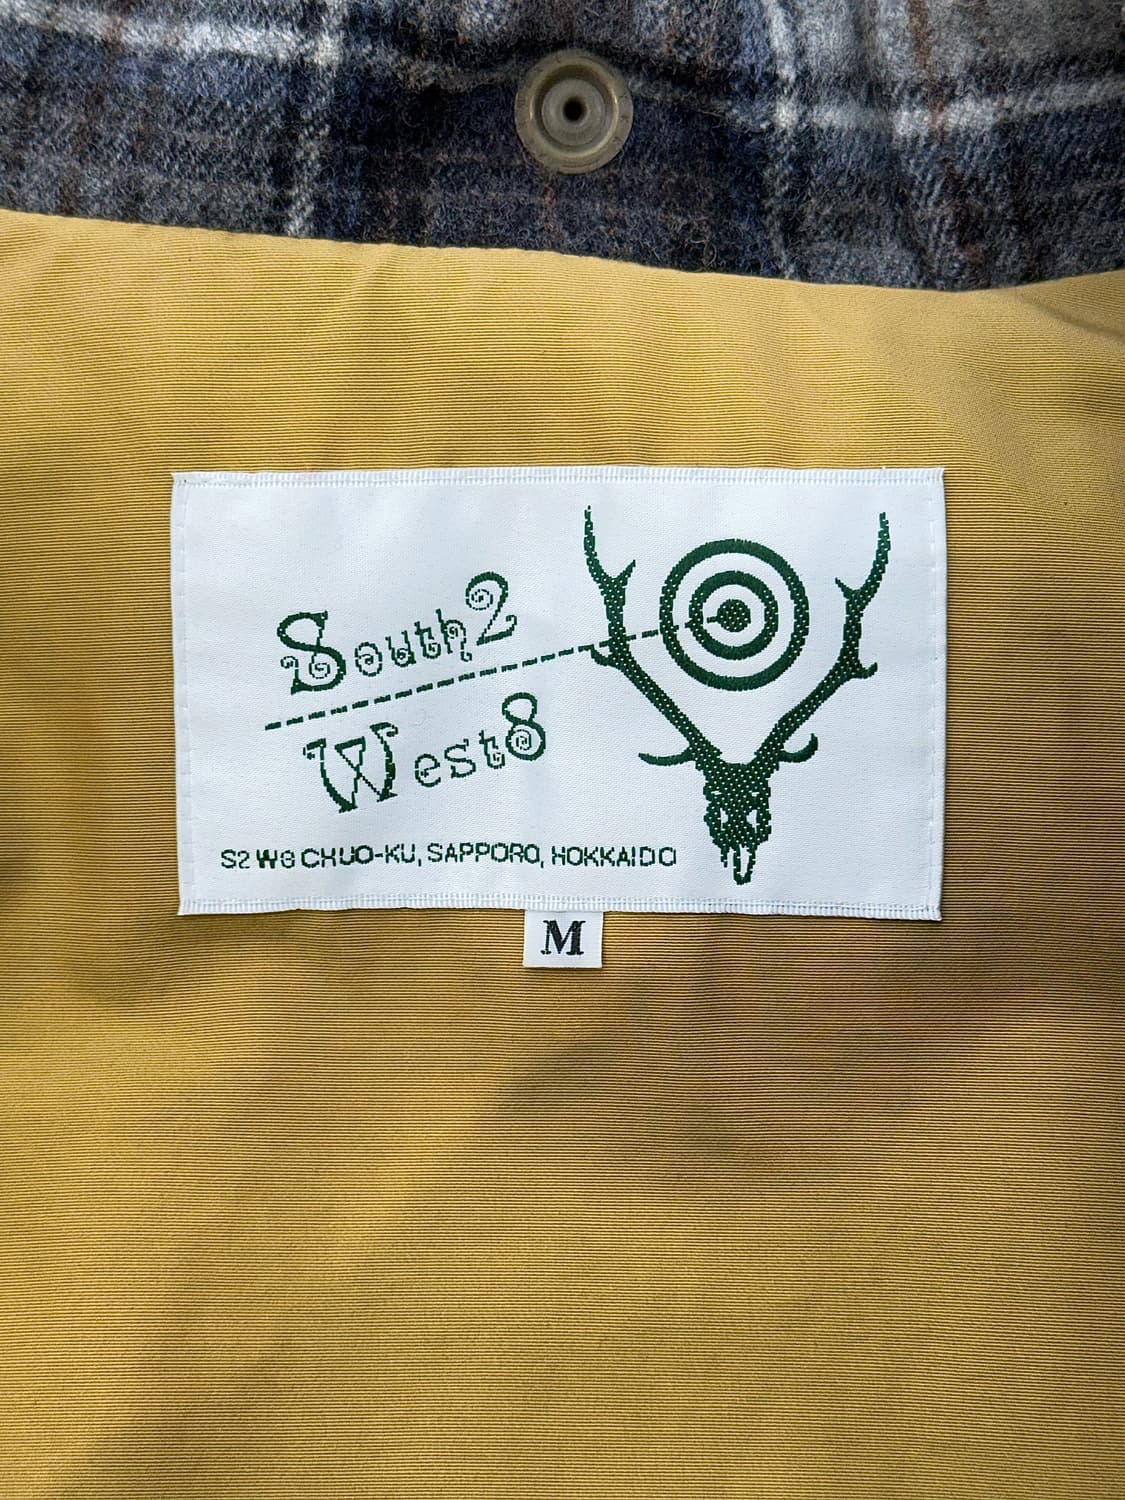 South2
West8
S2 W8 CHUO-KU, SAPPORO, HOKKAIDO
M